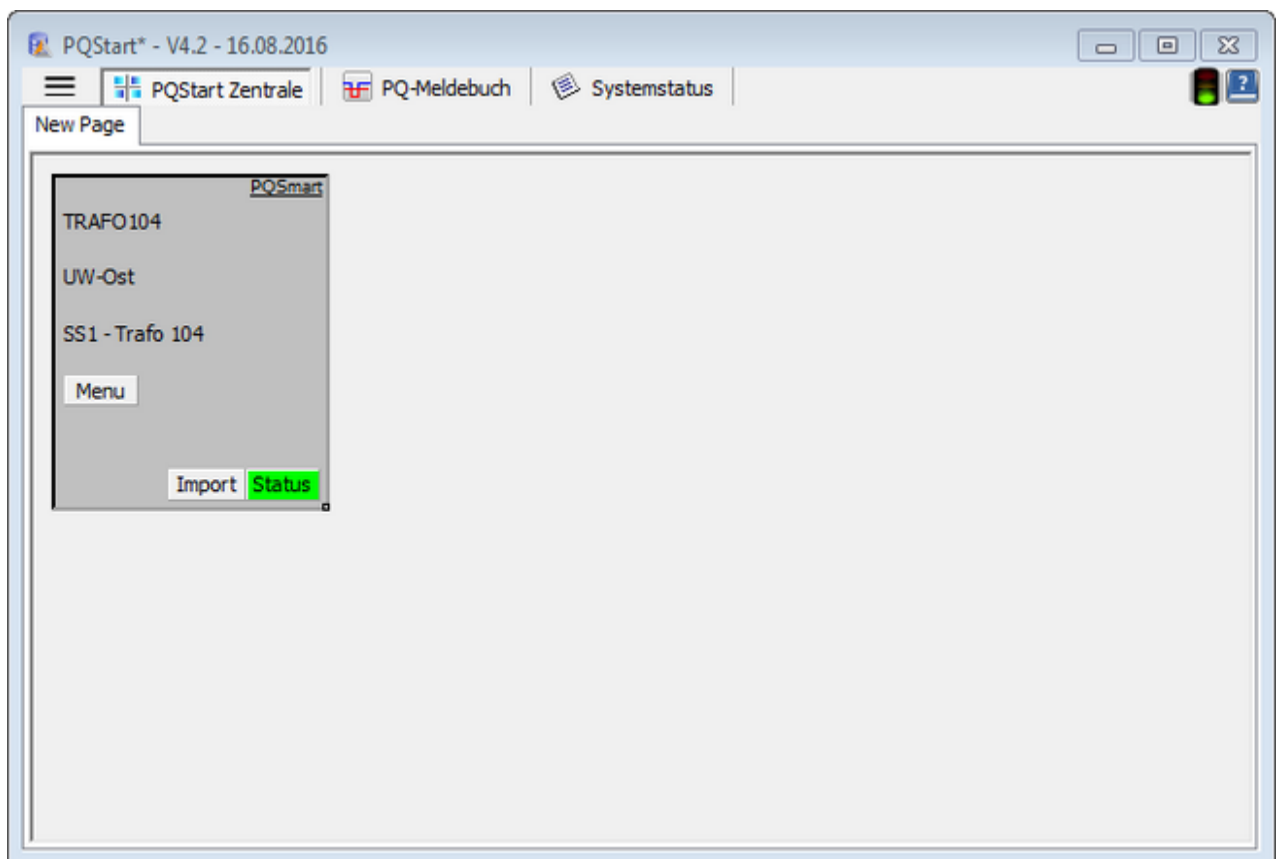 PQStart* - V4.2 - 16.08.2016
PQStart Zentrale PQ-Meldebuch Systemstatus ?
New Page
PQSmart
TRAFO104
UW-Ost
SS1 - Trafo 104
Menu
Import Status